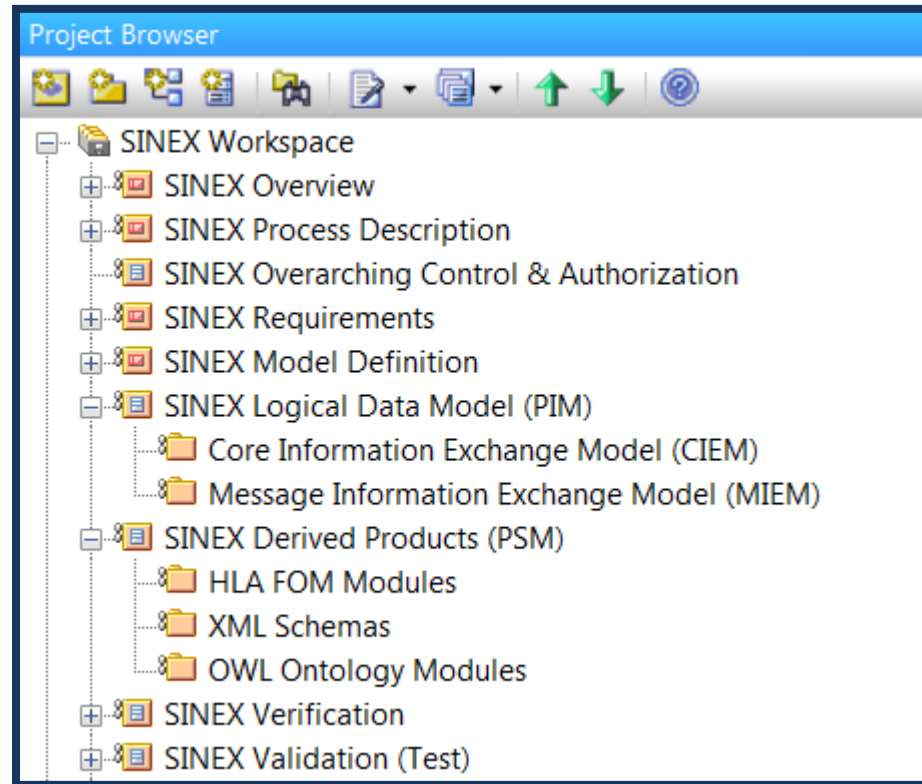 Project Browser
SINEX Workspace
SINEX Overview
SINEX Process Description
SINEX Overarching Control & Authorization
SINEX Requirements
SINEX Model Definition
SINEX Logical Data Model (PIM)
Core Information Exchange Model (CIEM)
Message Information Exchange Model (MIEM)
SINEX Derived Products (PSM)
HLA FOM Modules
XML Schemas
OWL Ontology Modules
SINEX Verification
SINEX Validation (Test)